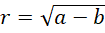 r = √a − b